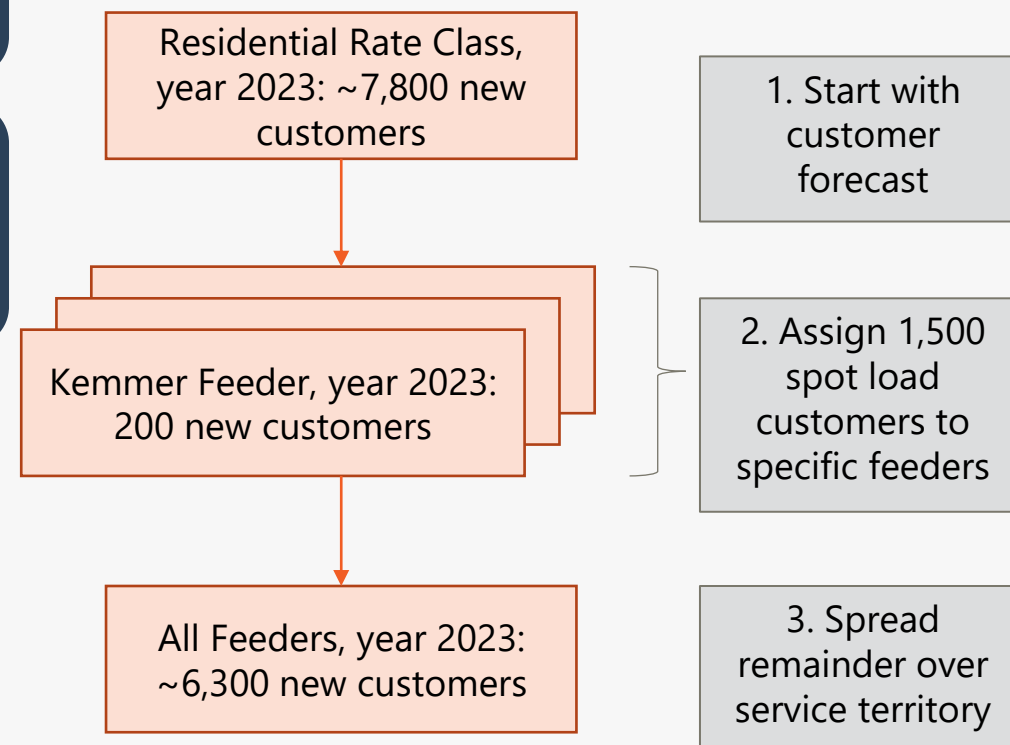 Residential Rate Class,
year 2023: ~7,800 new
customers
1. Start with
customer
forecast
Kemmer Feeder, year 2023:
200 new customers
2. Assign 1,500
spot load
customers to
specific feeders
All Feeders, year 2023:
~6,300 new customers
3. Spread
remainder over
service territory